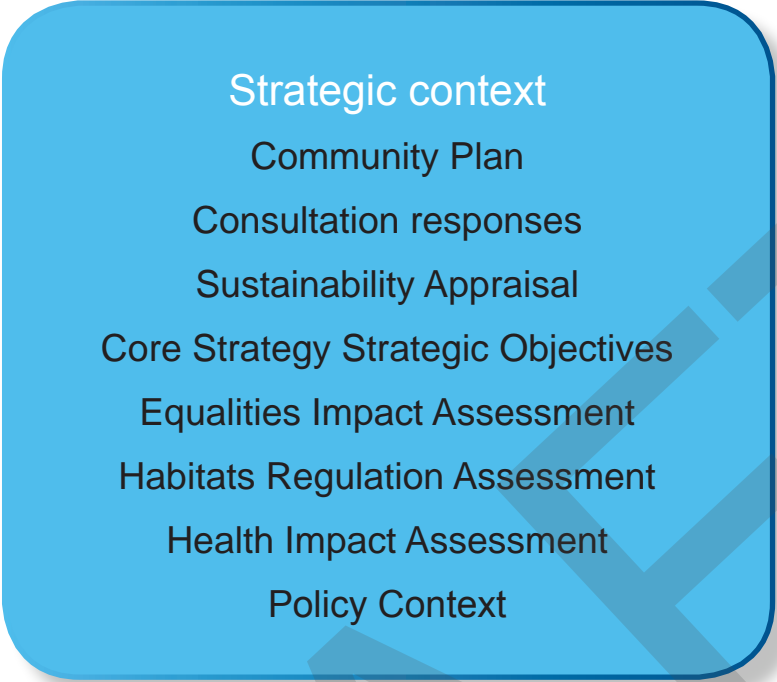 Strategic context
Community Plan
Consultation responses
Sustainability Appraisal
Core Strategy Strategic Objectives
Equalities Impact Assessment
Habitats Regulation Assessment
Health Impact Assessment
Policy Context